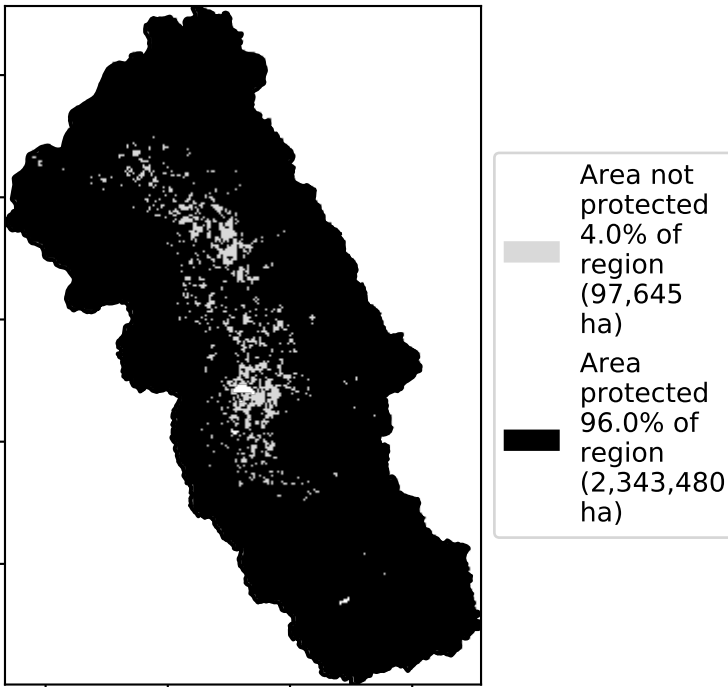 Area not
protected
4.0% of
region
(97,645
ha)
Area
protected
96.0% of
region
(2,343,480
ha)